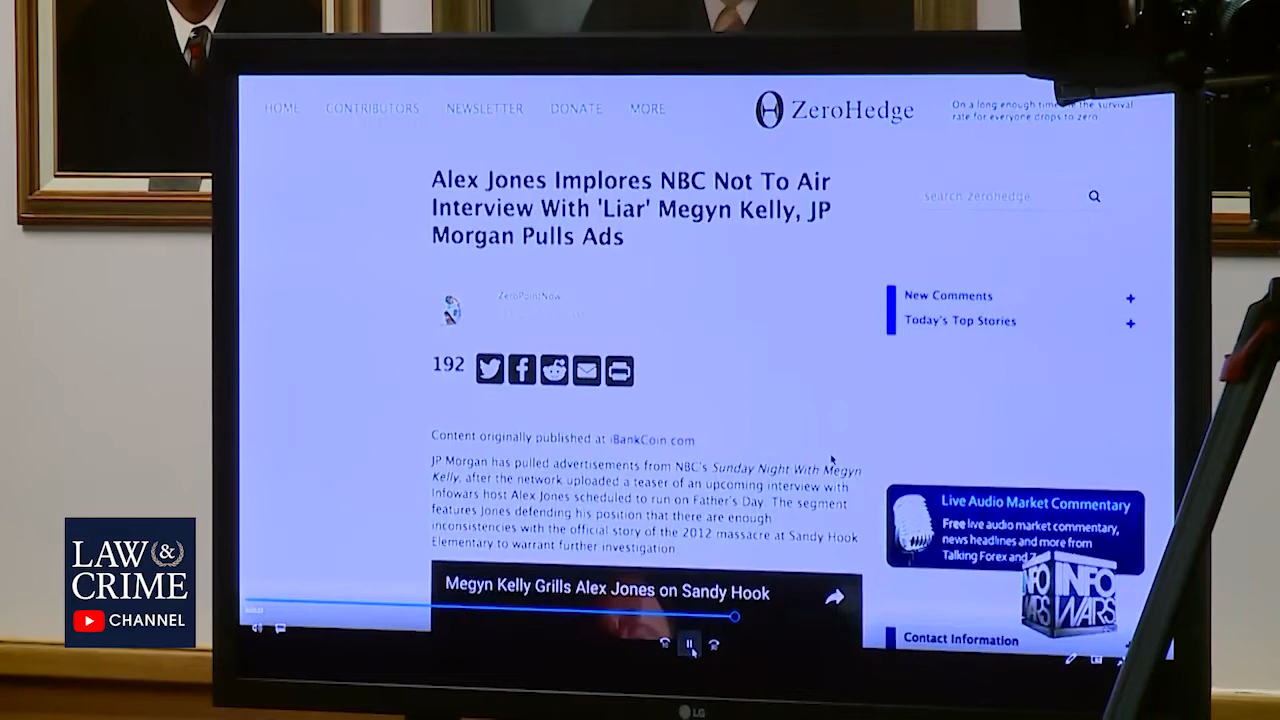 HOME CONTRIBUTORS NEWSLETTER DONATE MORE
ZeroHedge
On a long enough the survival
rate for everyone drops to zero
Alex Jones Implores NBC Not To Air
Interview With 'Liar' Megyn Kelly, JP
Morgan Pulls Ads
search zerohedge
ZeroPointNow
New Comments +
Today's Top Stories +
192
Content originally published at iBankCoin.com
JP Morgan has pulled advertisements from NBC's Sunday Night With Megyn
Kelly, after the network uploaded a teaser of an upcoming interview with
Infowars host Alex Jones scheduled to run on Father's Day. The segment
features Jones defending his position that there are enough
inconsistencies with the official story of the 2012 massacre at Sandy Hook
Elementary to warrant further investigation
Live Audio Market Commentary
Free live audio market commentary,
news headlines and more from
Talking Forex and
Megyn Kelly Grills Alex Jones on Sandy Hook
INFO
WARS
Contact Information
LAW &
CRIME
CHANNEL
LG